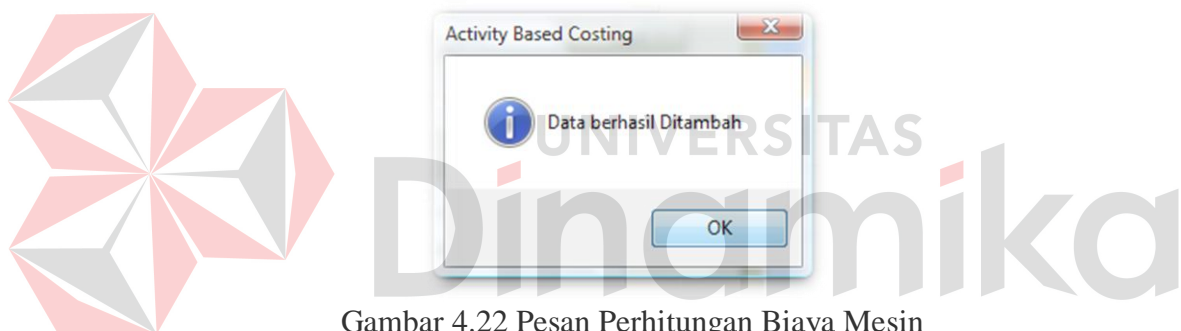 Activity Based Costing
Data berhasil Ditambah
UNIVERSITAS
Dinamika
OK
Gambar 4.22 Pesan Perhitungan Biaya Mesin